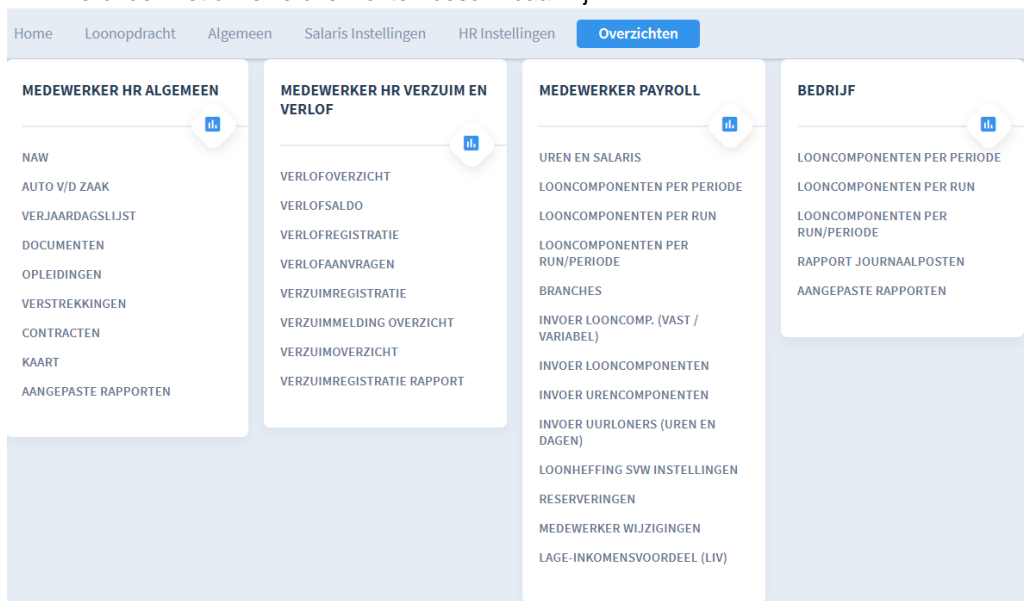 Home Loonopdracht Algemeen Salaris Instellingen HR Instellingen Overzichten
MEDEWERKER HR ALGEMEEN
NAW
AUTO V/D ZAAK
VERJAARDAGSLIJST
DOCUMENTEN
OPLEIDINGEN
VERSTREKKINGEN
CONTRACTEN
KAART
AANGEPASTE RAPPORTEN
MEDEWERKER HR VERZUIM EN
VERLOF
VERLOFOVERZICHT
VERLOFSALDO
VERLOFREGISTRATIE
VERLOFAANVRAGEN
VERZUIMREGISTRATIE
VERZUIMMELDING OVERZICHT
VERZUIMOVERZICHT
VERZUIMREGISTRATIE RAPPORT
MEDEWERKER PAYROLL
UREN EN SALARIS
LOONCOMPONENTEN PER PERIODE
LOONCOMPONENTEN PER RUN
LOONCOMPONENTEN PER
RUN/PERIODE
BRANCHES
INVOER LOONCOMP. (VAST /
VARIABEL)
INVOER LOONCOMPONENTEN
INVOER URENCOMPONENTEN
INVOER UURLONERS (UREN EN
DAGEN)
LOONHEFFING SVW INSTELLINGEN
RESERVERINGEN
MEDEWERKER WIJZIGINGEN
LAGE-INKOMENSVOORDEEL (LIV)
BEDRIJF
LOONCOMPONENTEN PER PERIODE
LOONCOMPONENTEN PER RUN
LOONCOMPONENTEN PER
RUN/PERIODE
RAPPORT JOURNAALPOSTEN
AANGEPASTE RAPPORTEN